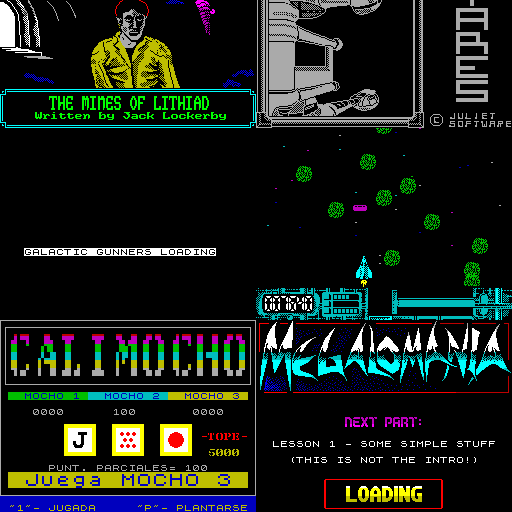 THE MINES OF LITHIAD
Written by Jack Lockerby
ARES
© JULIET
SOFTWARE
GALACTIC GUNNERS LOADING
CALIMOCHO
MOCHO 1 MOCHO 2 MOCHO 3
0000 100 0000
J
-TOPE-
5000
PUNT. PARCIALES= 100
Juega MOCHO 3
"1"- JUGADA "P"- PLANTARSE
MEGALOMANIA
NEXT PART:
LESSON 1 - SOME SIMPLE STUFF
(THIS IS NOT THE INTRO!)
LOADING